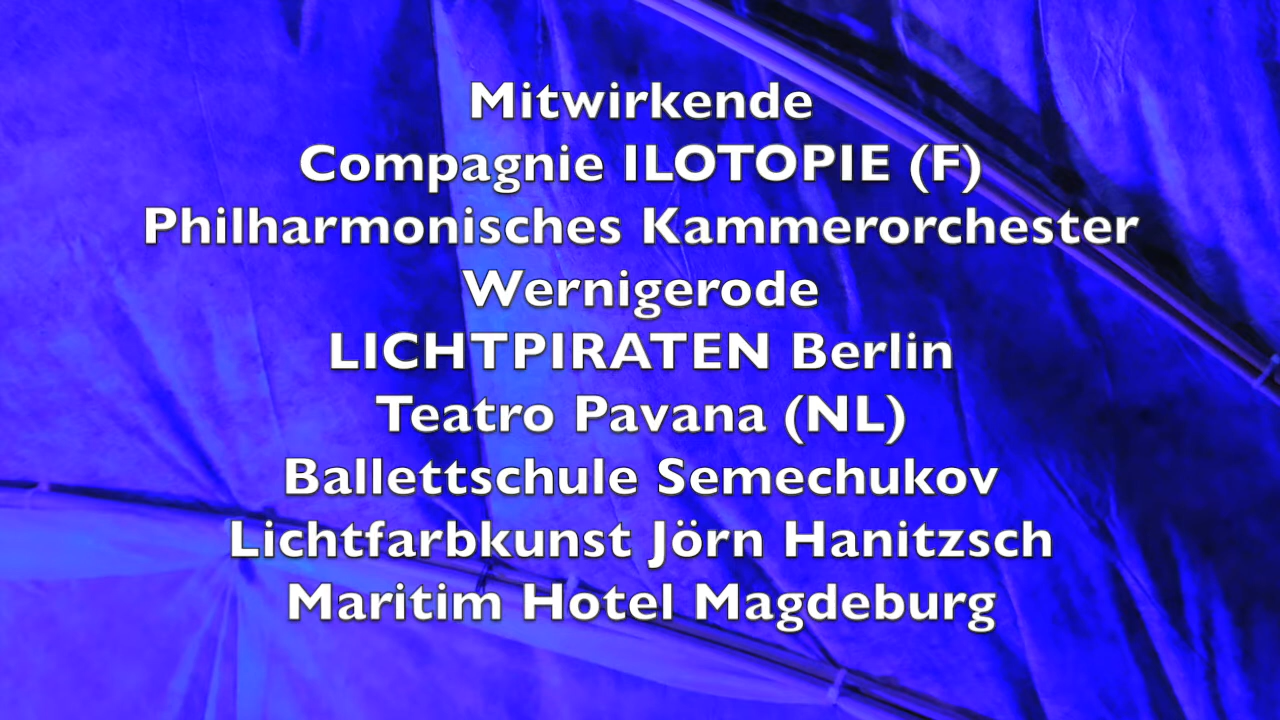 Mitwirkende
Compagnie ILOTOPIE (F)
Philharmonisches Kammerorchester
Wernigerode
LICHTPIRATEN Berlin
Teatro Pavana (NL)
Ballettschule Semechukov
Lichtfarbkunst Jörn Hanitzsch
Maritim Hotel Magdeburg